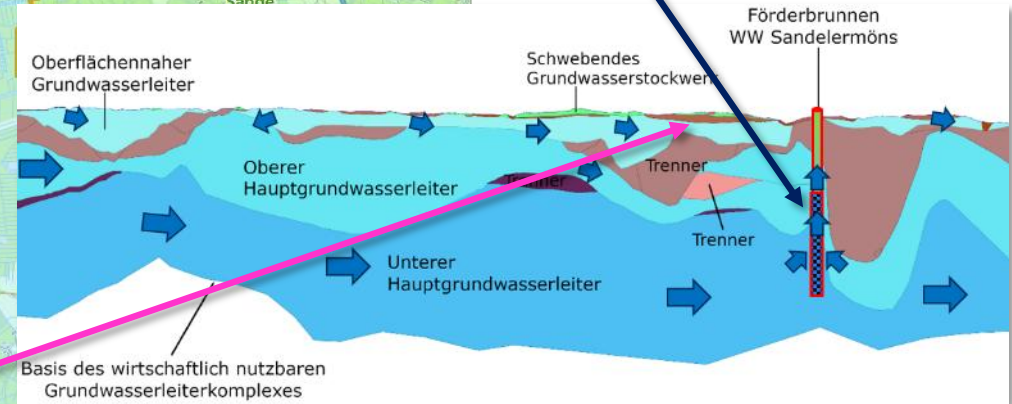 Sande
Förderbrunnen
WW Sandelermöns
Oberflächennaher
Grundwasserleiter
Schwebendes
Grundwasserstockwerk
Oberer
Hauptgrundwasserleiter
Trenner
Trenner
Trenner
Unterer
Hauptgrundwasserleiter
Basis des wirtschaftlich nutzbaren
Grundwasserleiterkomplexes